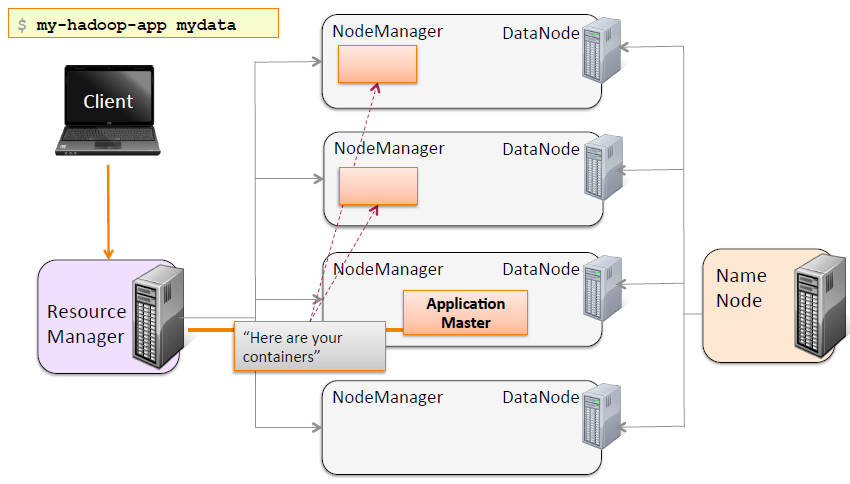 $ my-hadoop-app mydata
Client
Resource
Manager
NodeManager
DataNode
NodeManager
DataNode
NodeManager
DataNode
Application
Master
“Here are your
containers”
NodeManager
DataNode
Name
Node